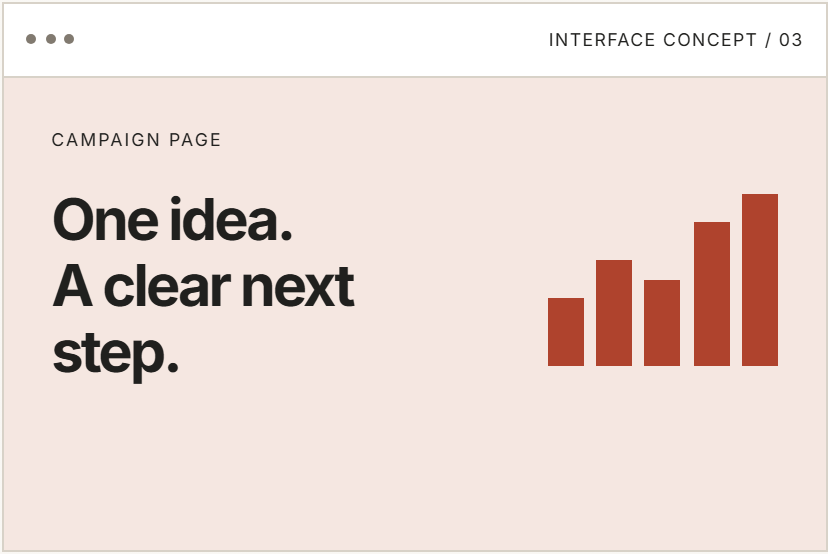 INTERFACE CONCEPT / 03
CAMPAIGN PAGE
One idea.
A clear next
step.